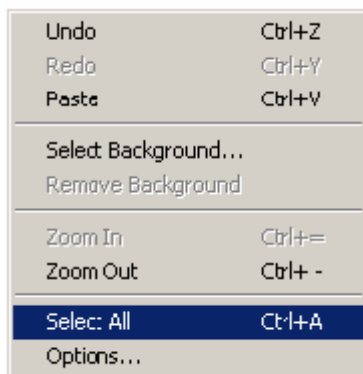 Undo Ctrl+Z
Redo Ctrl+Y
Paste Ctrl+V
Select Background...
Remove Background
Zoom In Ctrl+=
Zoom Out Ctrl+ -
Select All Ctrl+A
Options...